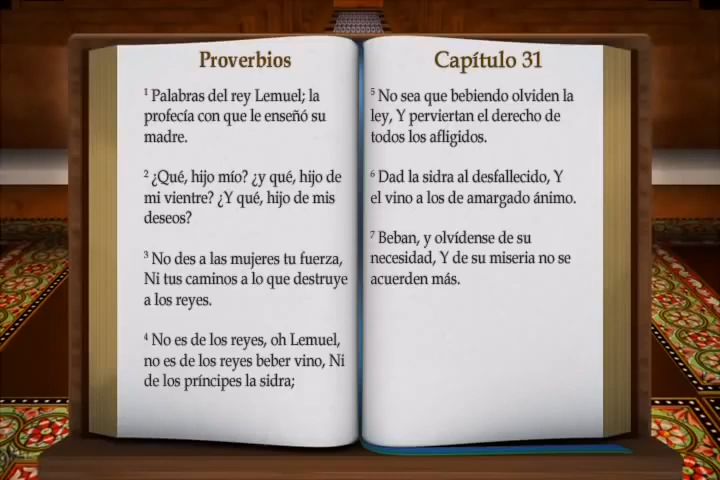 Proverbios
1 Palabras del rey Lemuel; la
profecía con que le enseñó su
madre.
2 ¿Qué, hijo mío? ¿y qué, hijo de
mi vientre? ¿Y qué, hijo de mis
deseos?
3 No des a las mujeres tu fuerza,
Ni tus caminos a lo que destruye
a los reyes.
4 No es de los reyes, oh Lemuel,
no es de los reyes beber vino, Ni
de los príncipes la sidra;
Capítulo 31
5 No sea que bebiendo olviden la
ley, Y perviertan el derecho de
todos los afligidos.
6 Dad la sidra al desfallecido, Y
el vino a los de amargado ánimo.
7 Beban, y olvídense de su
necesidad, Y de su miseria no se
acuerden más.